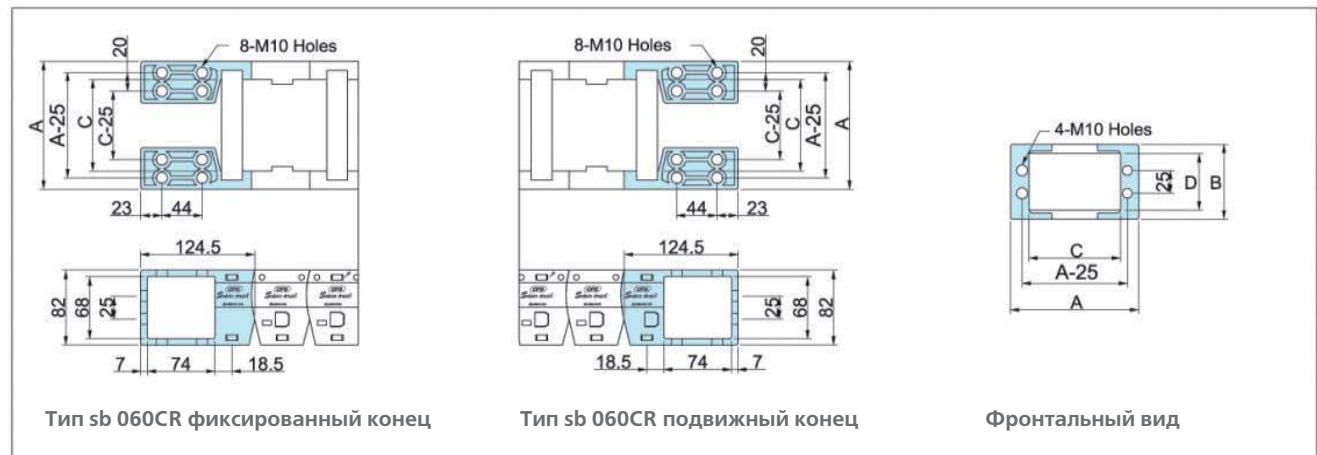 20
8-M10 Holes
A
A-25
C
C-25
23
44
124.5
82
68
25
7
74
18.5
Тип sb 060CR фиксированный конец
8-M10 Holes
20
C-25
C
A-25
A
44
23
124.5
25
68
82
18.5
74
7
Тип sb 060CR подвижный конец
4-M10 Holes
25
D
B
C
A-25
A
Фронтальный вид